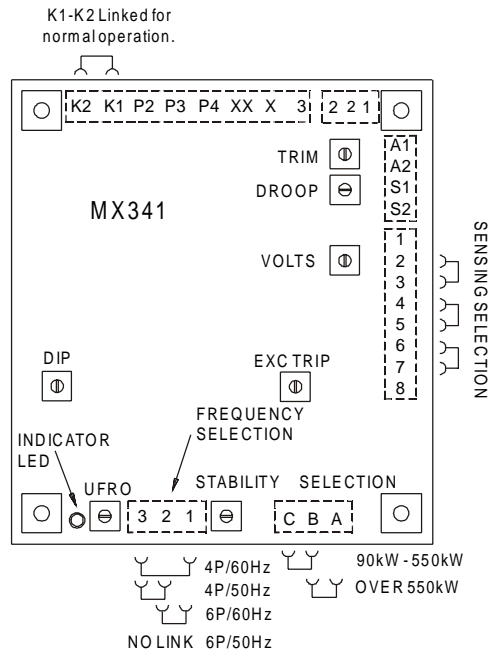 K1-K2 Linked for
normal operation.
K2 K1 P2 P3 P4 XX X 3 2 2 1
TRIM
A1
A2
DROOP
S1
S2
MX341
VOLTS
1
2
3
4
5
6
7
8
SENSING SELECTION
DIP
EXC TRIP
FREQUENCY
SELECTION
INDICATOR
LED
UFRO
STABILITY SELECTION
3 2 1
C B A
4P/60Hz
4P/50Hz
6P/60Hz
NO LINK 6P/50Hz
90kW - 550kW
OVER 550kW